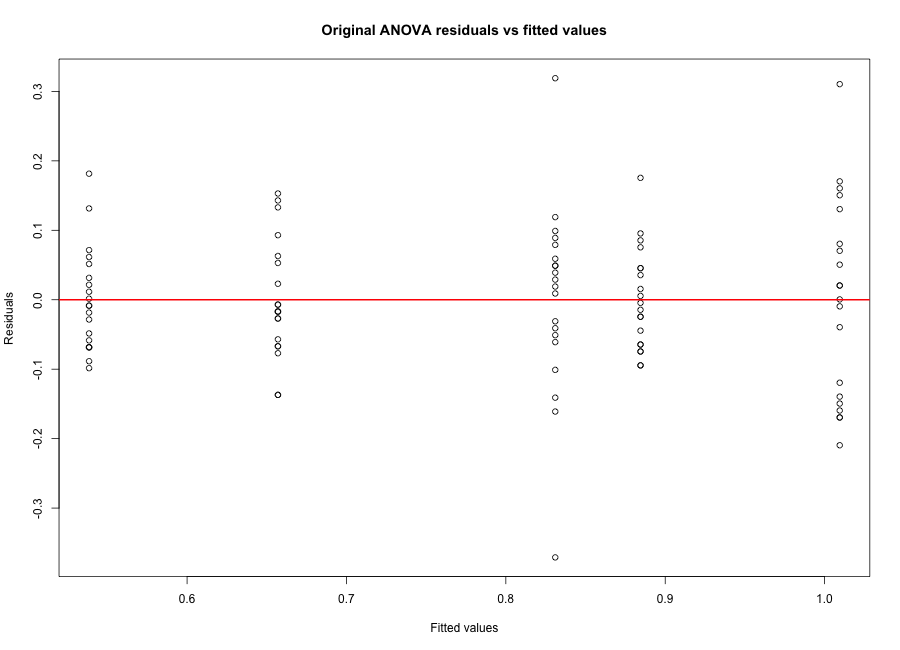 Original ANOVA residuals vs fitted values
0.3
0.2
0.1
0.0
-0.1
-0.2
-0.3
Residuals
0.6 0.7 0.8 0.9 1.0
Fitted values